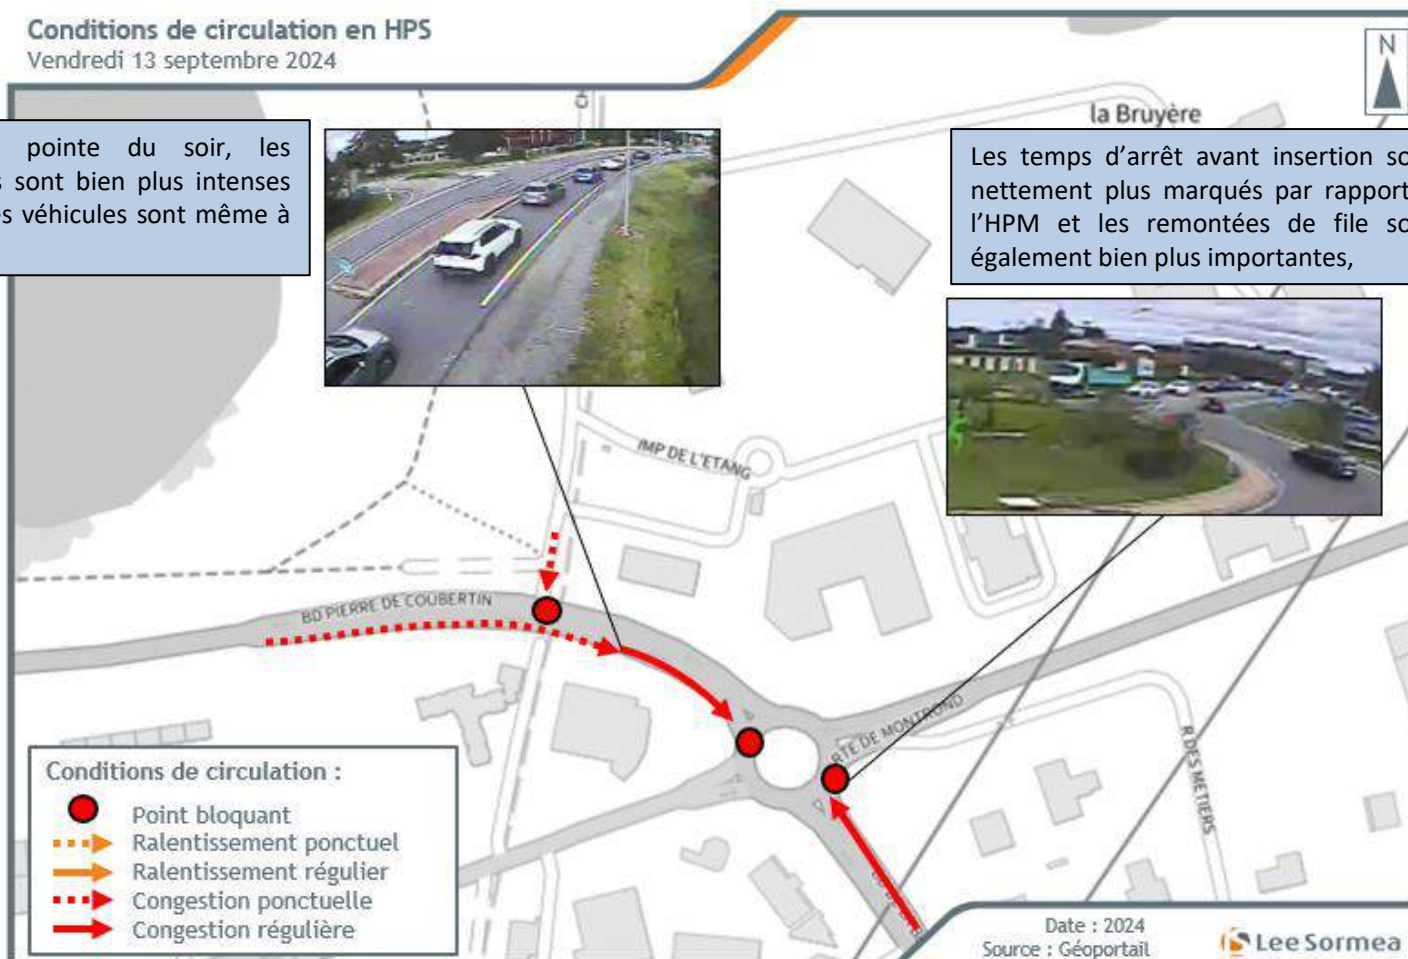 Conditions de circulation en HPS
Vendredi 13 septembre 2024
N
la Bruyère
pointe du soir, les
sont bien plus intenses
véhicules sont même à
Les temps d’arrêt avant insertion
nettement plus marqués par rapport
l’HPM et les remontées de file
également bien plus importantes,
IMP DE L'ETANG
BD PIERRE DE COUBERTIN
RTE DE MONTROND
R DES METIERS
Conditions de circulation :
Point bloquant
Ralentissement ponctuel
Ralentissement régulier
Congestion ponctuelle
Congestion régulière
Date : 2024
Source : Géoportail
Lee Sormea